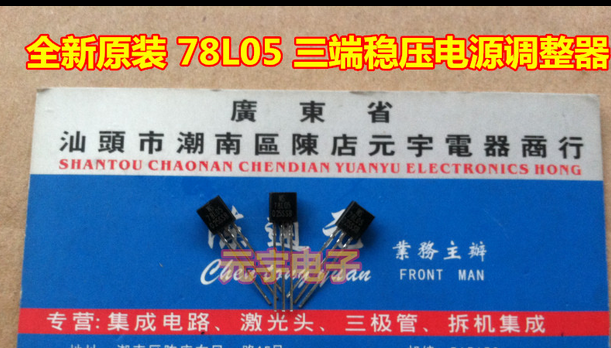 全新原装 78L05 三端稳压电源调整器
廣東省
汕頭市潮南區陳店元宇電器商行
SHANTOU CHAONAN CHENDIAN YUANYU ELECTRONICS HONG
元宇电子
業務主辦
FRONT MAN
专营:集成电路、激光头、三极管、拆机集成